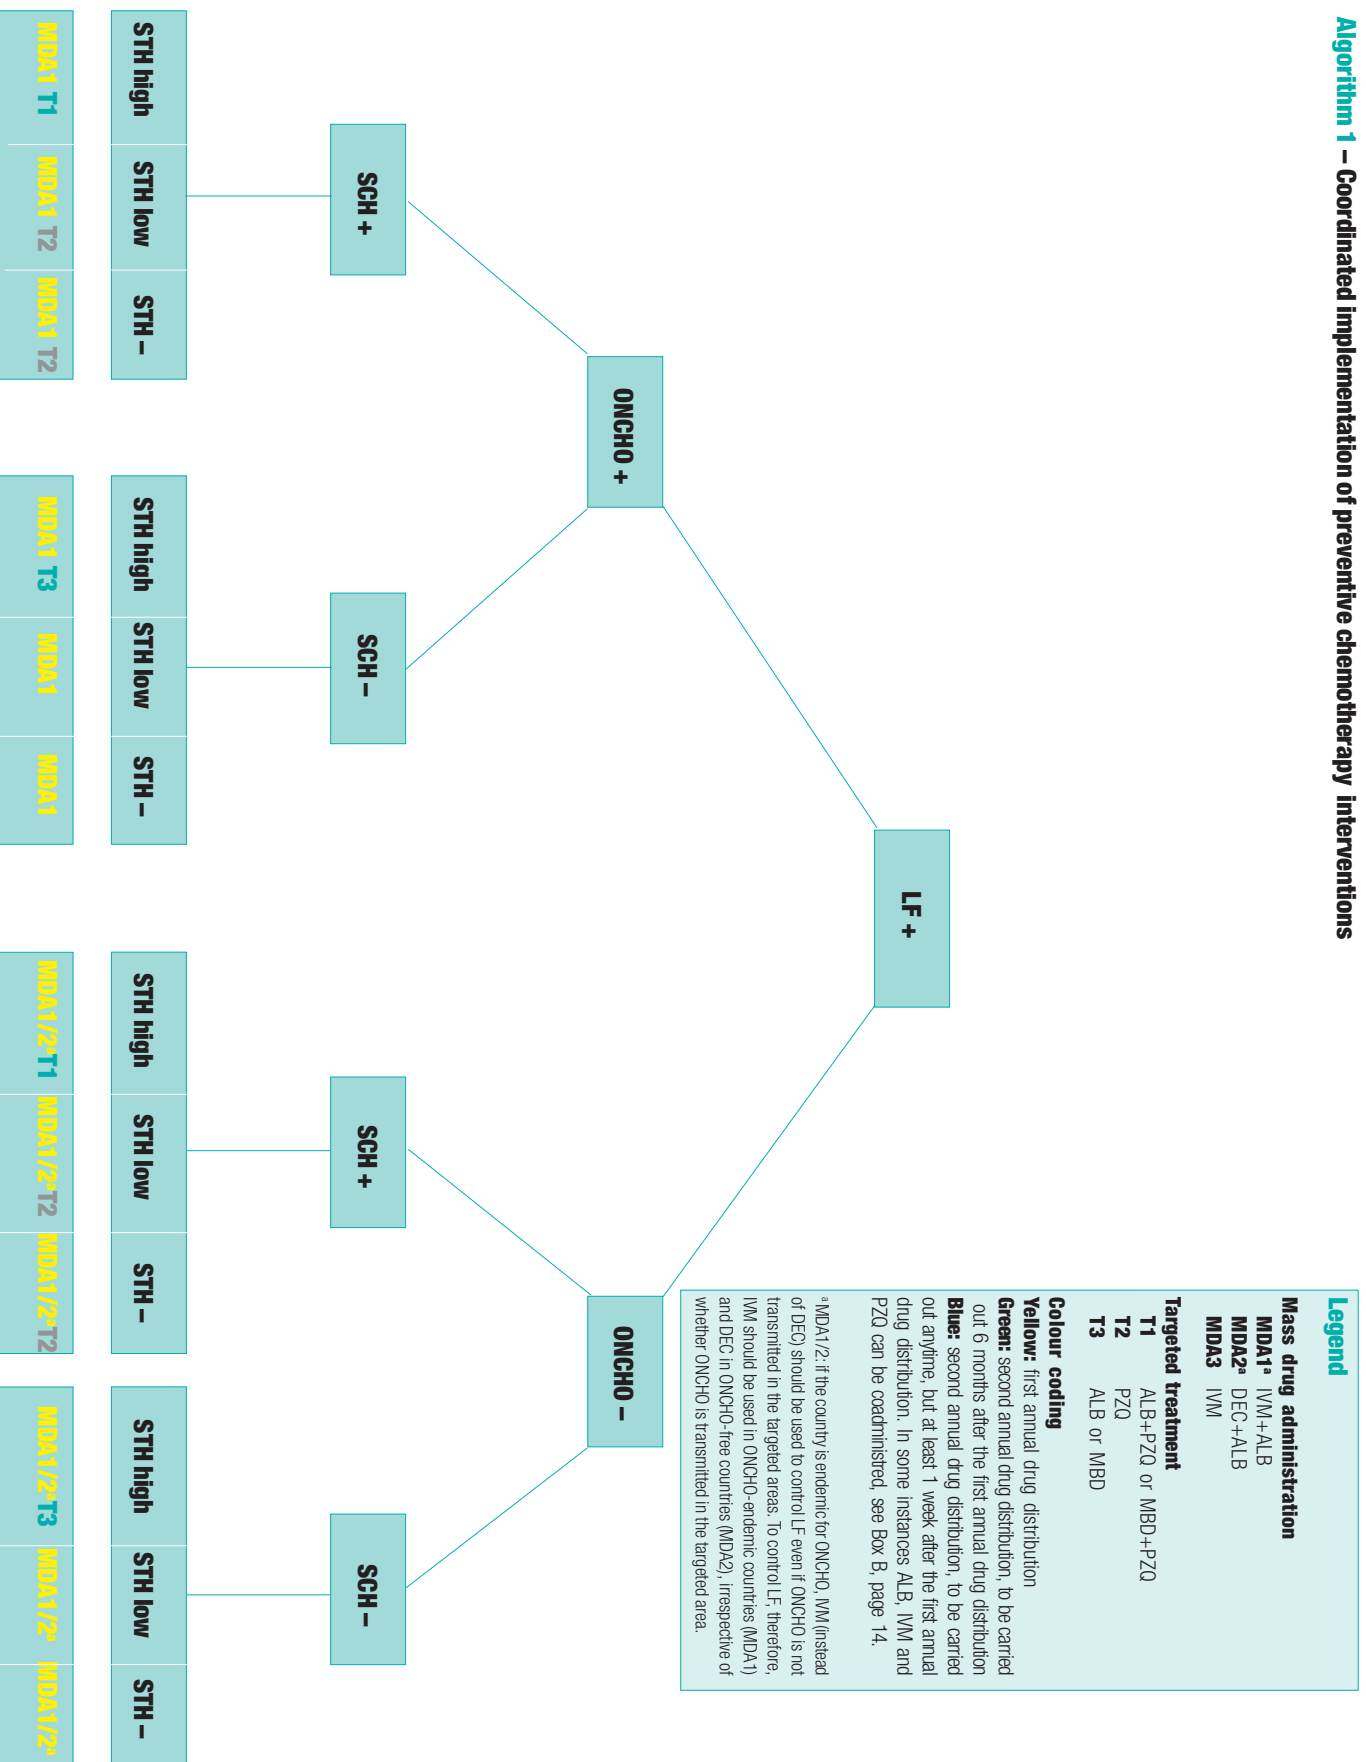 Algorithm 1 – Coordinated implementation of preventive chemotherapy interventions
Legend
Mass drug administration
MDA1ª IVM+ALB
MDA2ª DEC+ALB
MDA3 IVM
Targeted treatment
T1 ALB+PZQ or MBD+PZQ
T2 PZQ
T3 ALB or MBD
Colour coding
Yellow: first annual drug distribution
Green: second annual drug distribution, to be carried
out 6 months after the first annual drug distribution
Blue: second annual drug distribution, to be carried
out anytime, but at least 1 week after the first annual
drug distribution. In some instances ALB, IVM and
PZQ can be coadministred, see Box B, page 14.
ª MDA1/2: if the country is endemic for ONCHO, IVM (instead
of DEC) should be used to control LF even if ONCHO is not
transmitted in the targeted areas. To control LF, therefore,
IVM should be used in ONCHO-endemic countries (MDA1)
and DEC in ONCHO-free countries (MDA2), irrespective of
whether ONCHO is transmitted in the targeted area.
LF +
ONCHO +
ONCHO –
SCH +
SCH –
SCH +
SCH –
STH high
STH low
STH –
STH high
STH low
STH –
STH high
STH low
STH –
STH high
STH low
STH –
MDA1 T1
MDA1 T2
MDA1 T2
MDA1 T3
MDA1
MDA1
MDA1/2ªT1
MDA1/2ªT2
MDA1/2ªT2
MDA1/2ªT3
MDA1/2ª
MDA1/2ª